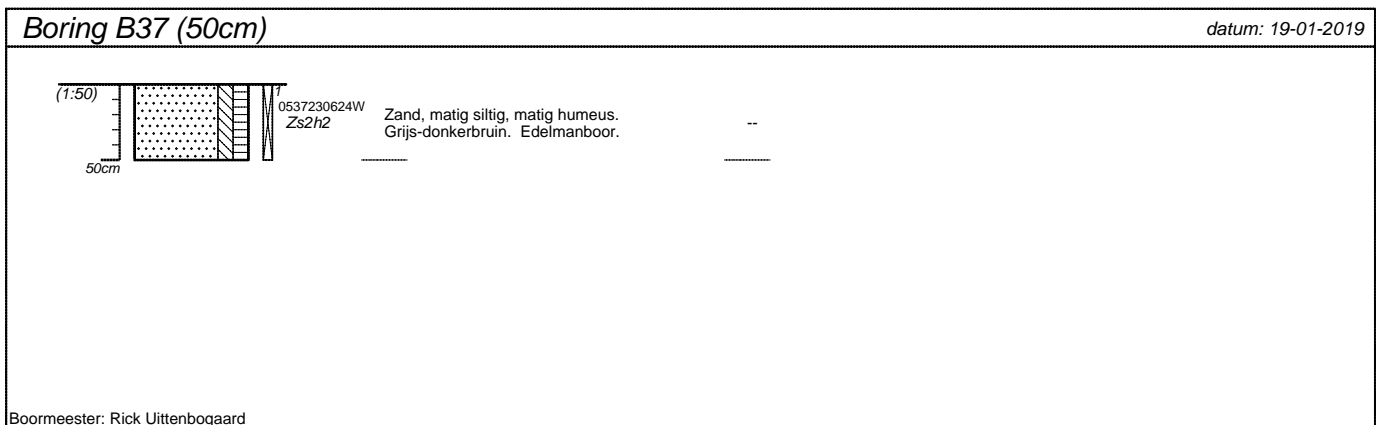 Boring B37 (50cm)
datum: 19-01-2019
(1:50)
1
0537230624W
Zs2h2
Zand, matig siltig, matig humeus.
Grijs-donkerbruin. Edelmanboor.
--
50cm
Boormeester: Rick Uittenbogaard